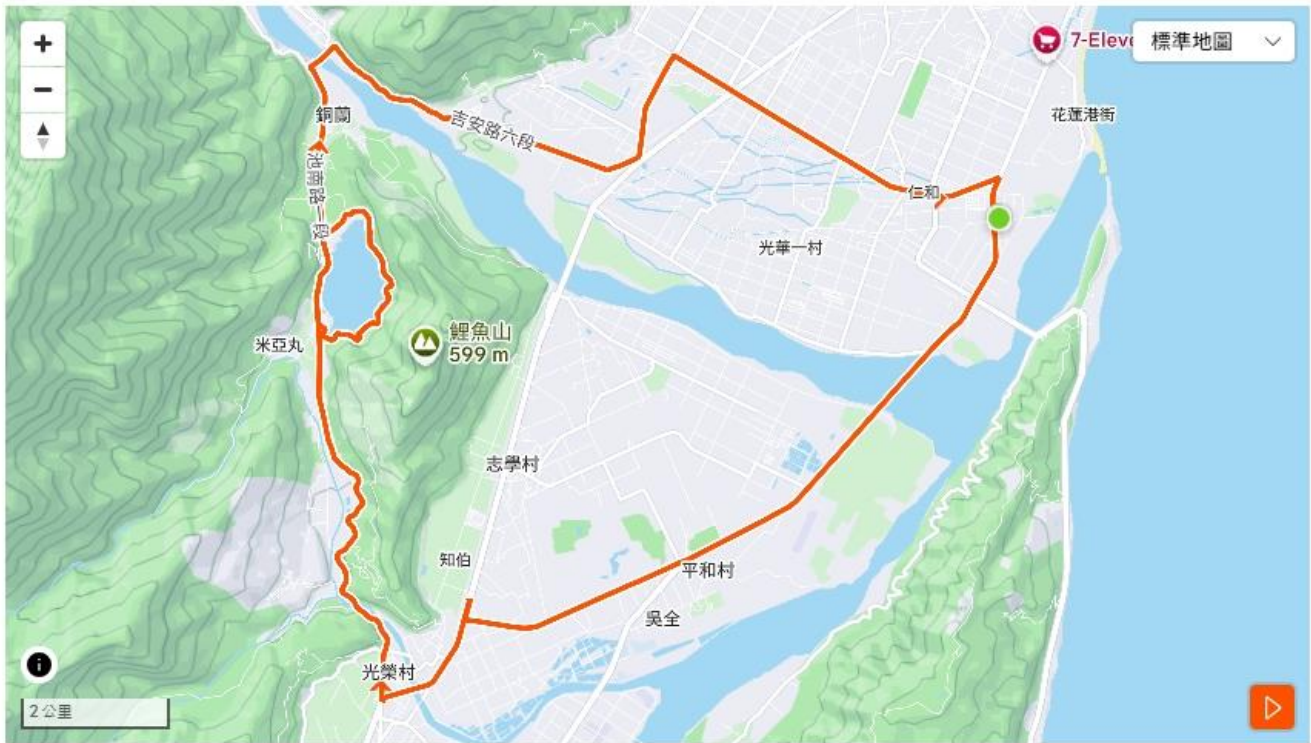 +
7-Eleve
標準地圖
−
花蓮港街
銅蘭
吉安路六段
池南路一段
仁和
光華一村
鯉魚山
599 m
米亞丸
志學村
知伯
平和村
吳全
光榮村
2 公里